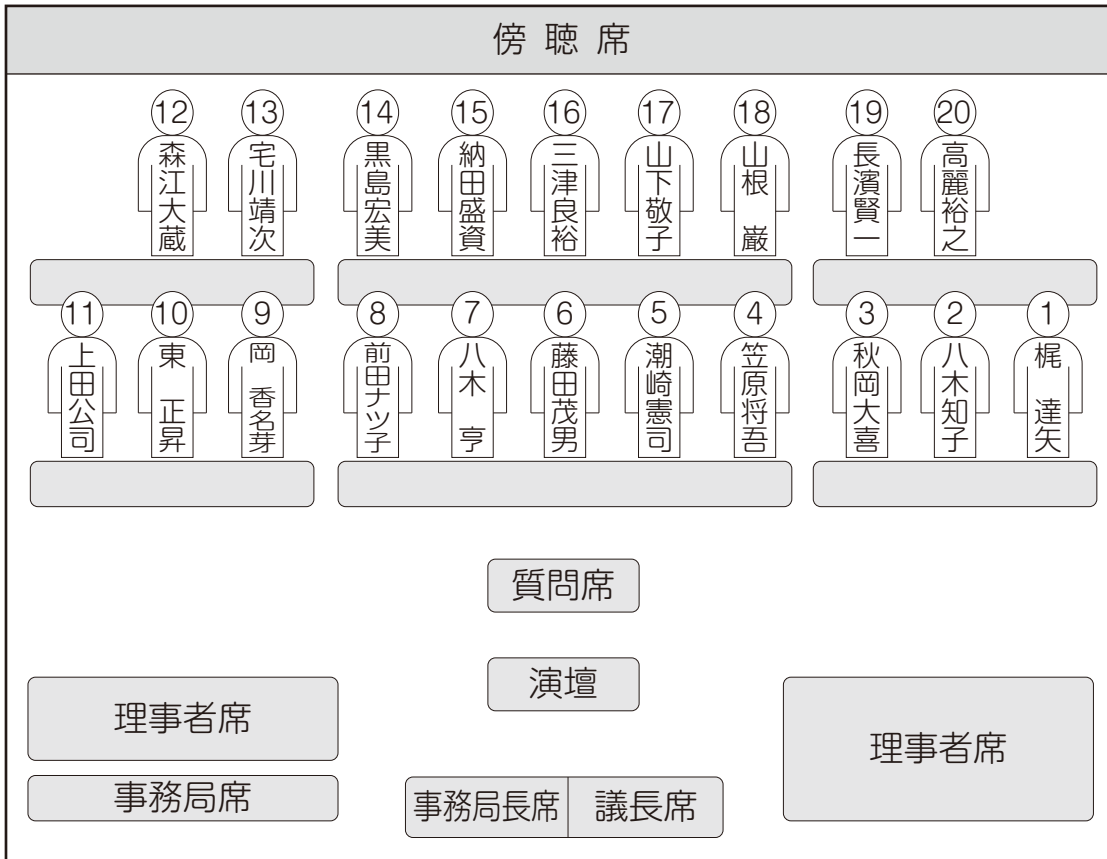 傍聴席
⑫ ⑬ ⑭ ⑮ ⑯ ⑰ ⑱ ⑲ ⑳
森江大蔵
宅川靖次
黒島宏美
納田盛資
三津良裕
山下敬子
山根 巌
長濱賢一
高麗裕之
⑪ ⑩ ⑨ ⑧ ⑦ ⑥ ⑤ ④ ③ ② ①
上田公司
東 正昇
岡 香名芽
前田ナツ子
八木 亨
藤田茂男
潮崎憲司
笠原将吾
秋岡大喜
八木知子
梶 達矢
質問席
演壇
理事者席
理事者席
事務局席
事務局長席 議長席